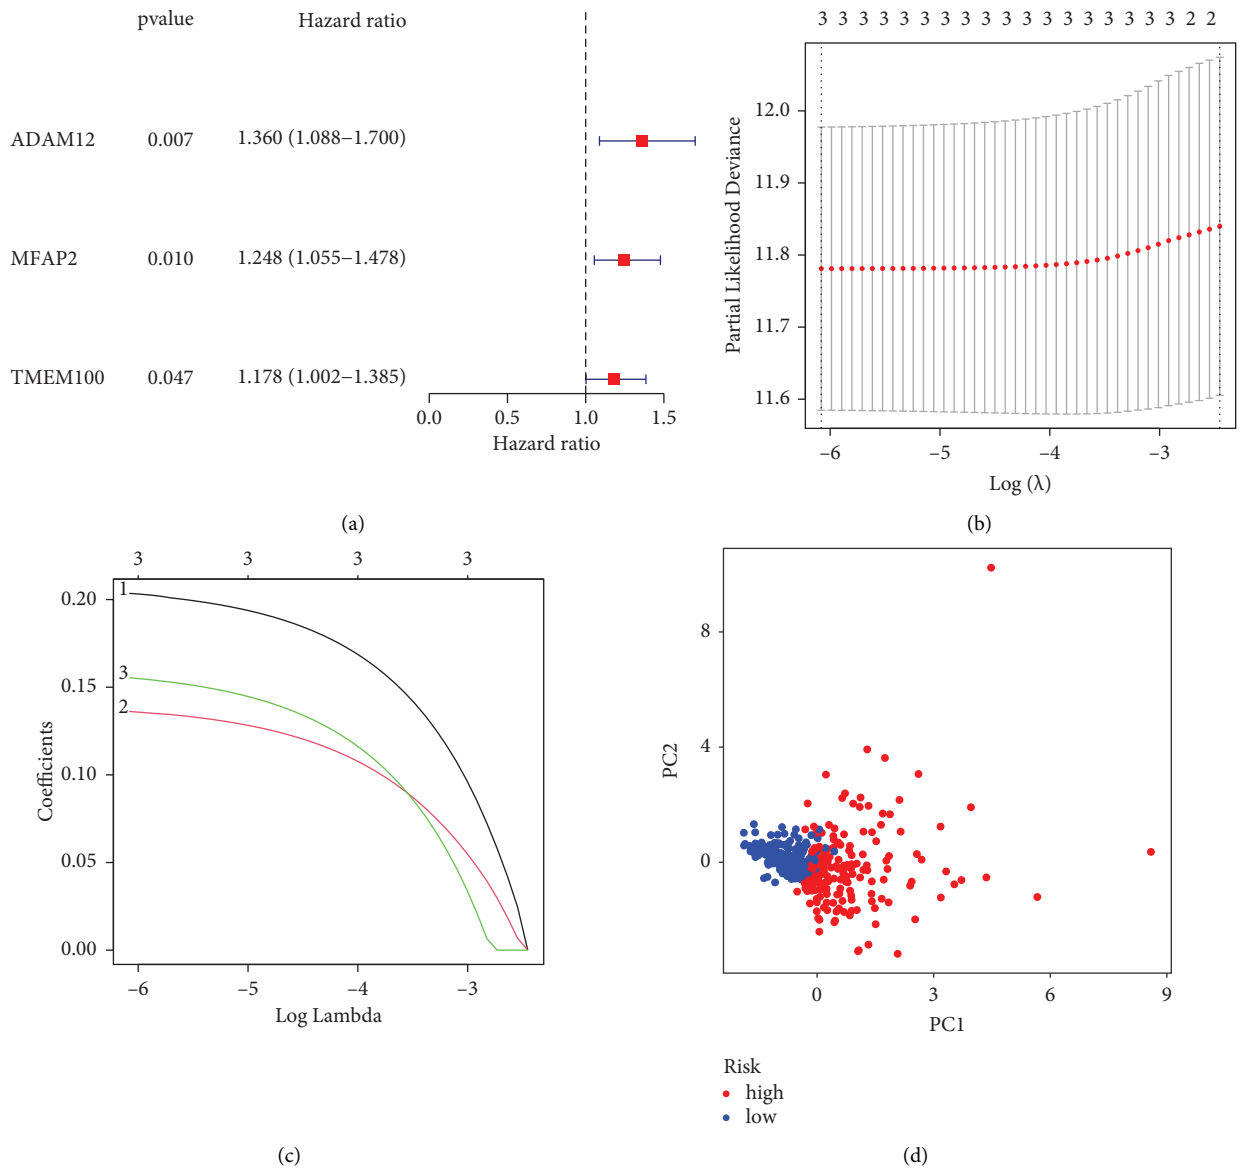 pvalue Hazard ratio
ADAM12 0.007 1.360 (1.088–1.700)
MFAP2 0.010 1.248 (1.055–1.478)
TMEM100 0.047 1.178 (1.002–1.385)
0.0 0.5 1.0 1.5
Hazard ratio
(a)
3 3 3 3 3 3 3 3 3 3 3 3 3 3 3 3 3 3 2 2
12.0
11.9
11.8
11.7
11.6
Partial Likelihood Deviance
–6 –5 –4 –3
Log (λ)
(b)
3 3 3 3
0.20
0.15
0.10
0.05
0.00
Coefficients
1
3
2
–6 –5 –4 –3
Log Lambda
(c)
8
4
0
PC2
0 3 6 9
PC1
Risk
high
low
(d)